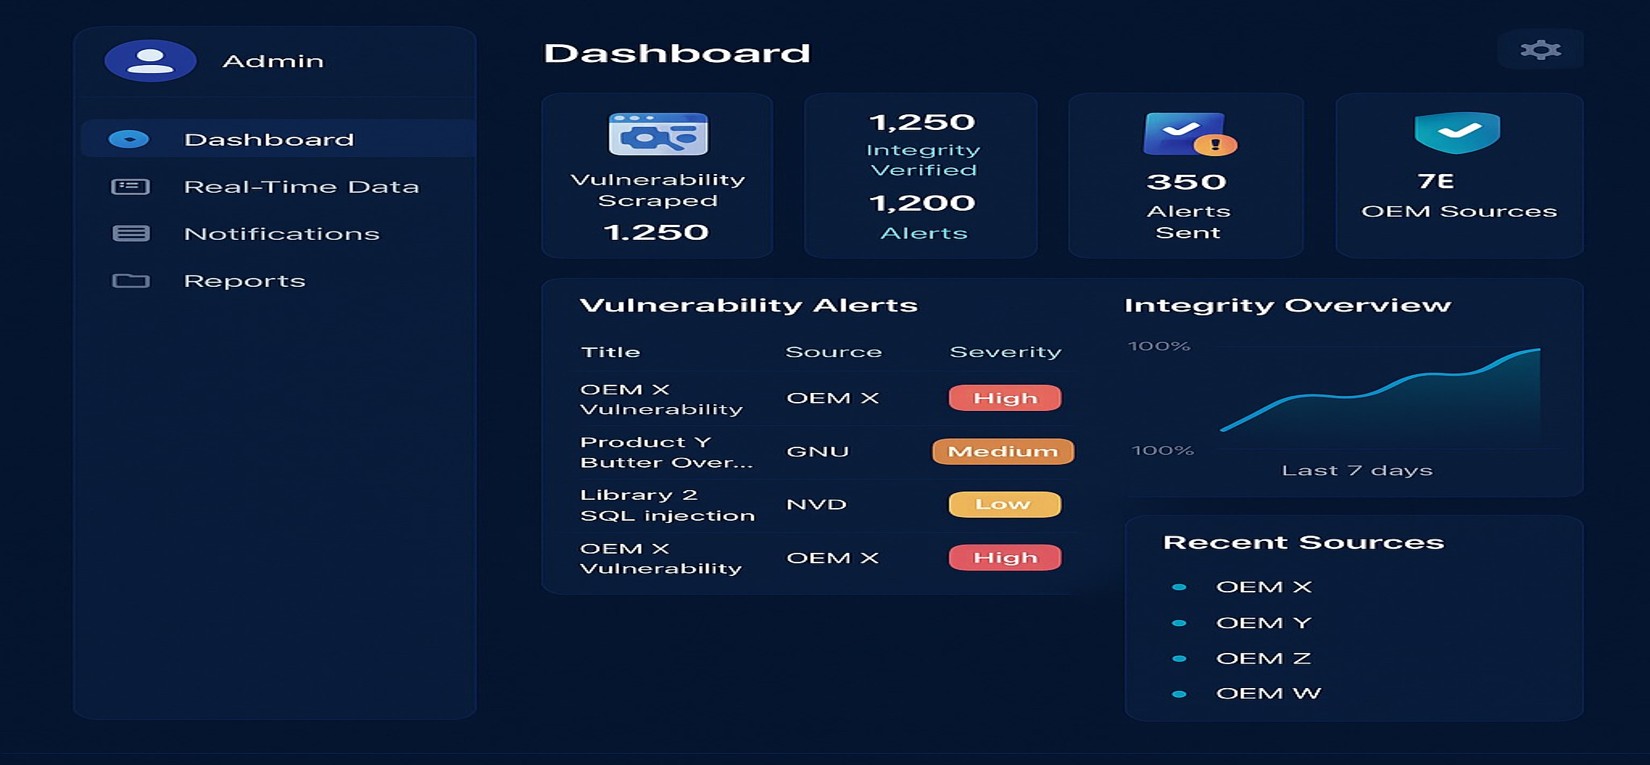 Admin
Dashboard
Real-Time Data
Notifications
Reports
Dashboard
Vulnerability
Scraped
1.250
1,250
Integrity
Verified
1,200
Alerts
350
Alerts
Sent
7E
OEM Sources
Vulnerability Alerts
Title Source Severity
OEM X
Vulnerability
OEM X
High
Product Y
Butter Over...
GNU
Medium
Library 2
SQL injection
NVD
Low
OEM X
Vulnerability
OEM X
High
Integrity Overview
100%
100%
Last 7 days
Recent Sources
OEM X
OEM Y
OEM Z
OEM W